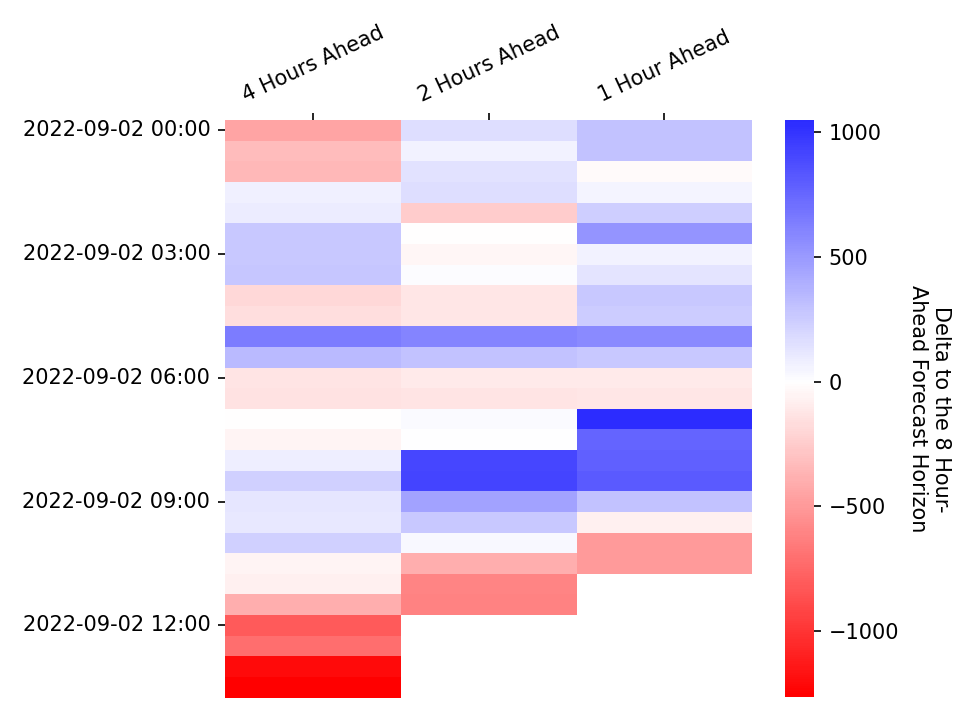 4 Hours Ahead
2 Hours Ahead
1 Hour Ahead
2022-09-02 00:00
2022-09-02 03:00
2022-09-02 06:00
2022-09-02 09:00
2022-09-02 12:00
1000
500
0
−500
−1000
Delta to the 8 Hour-
Ahead Forecast Horizon